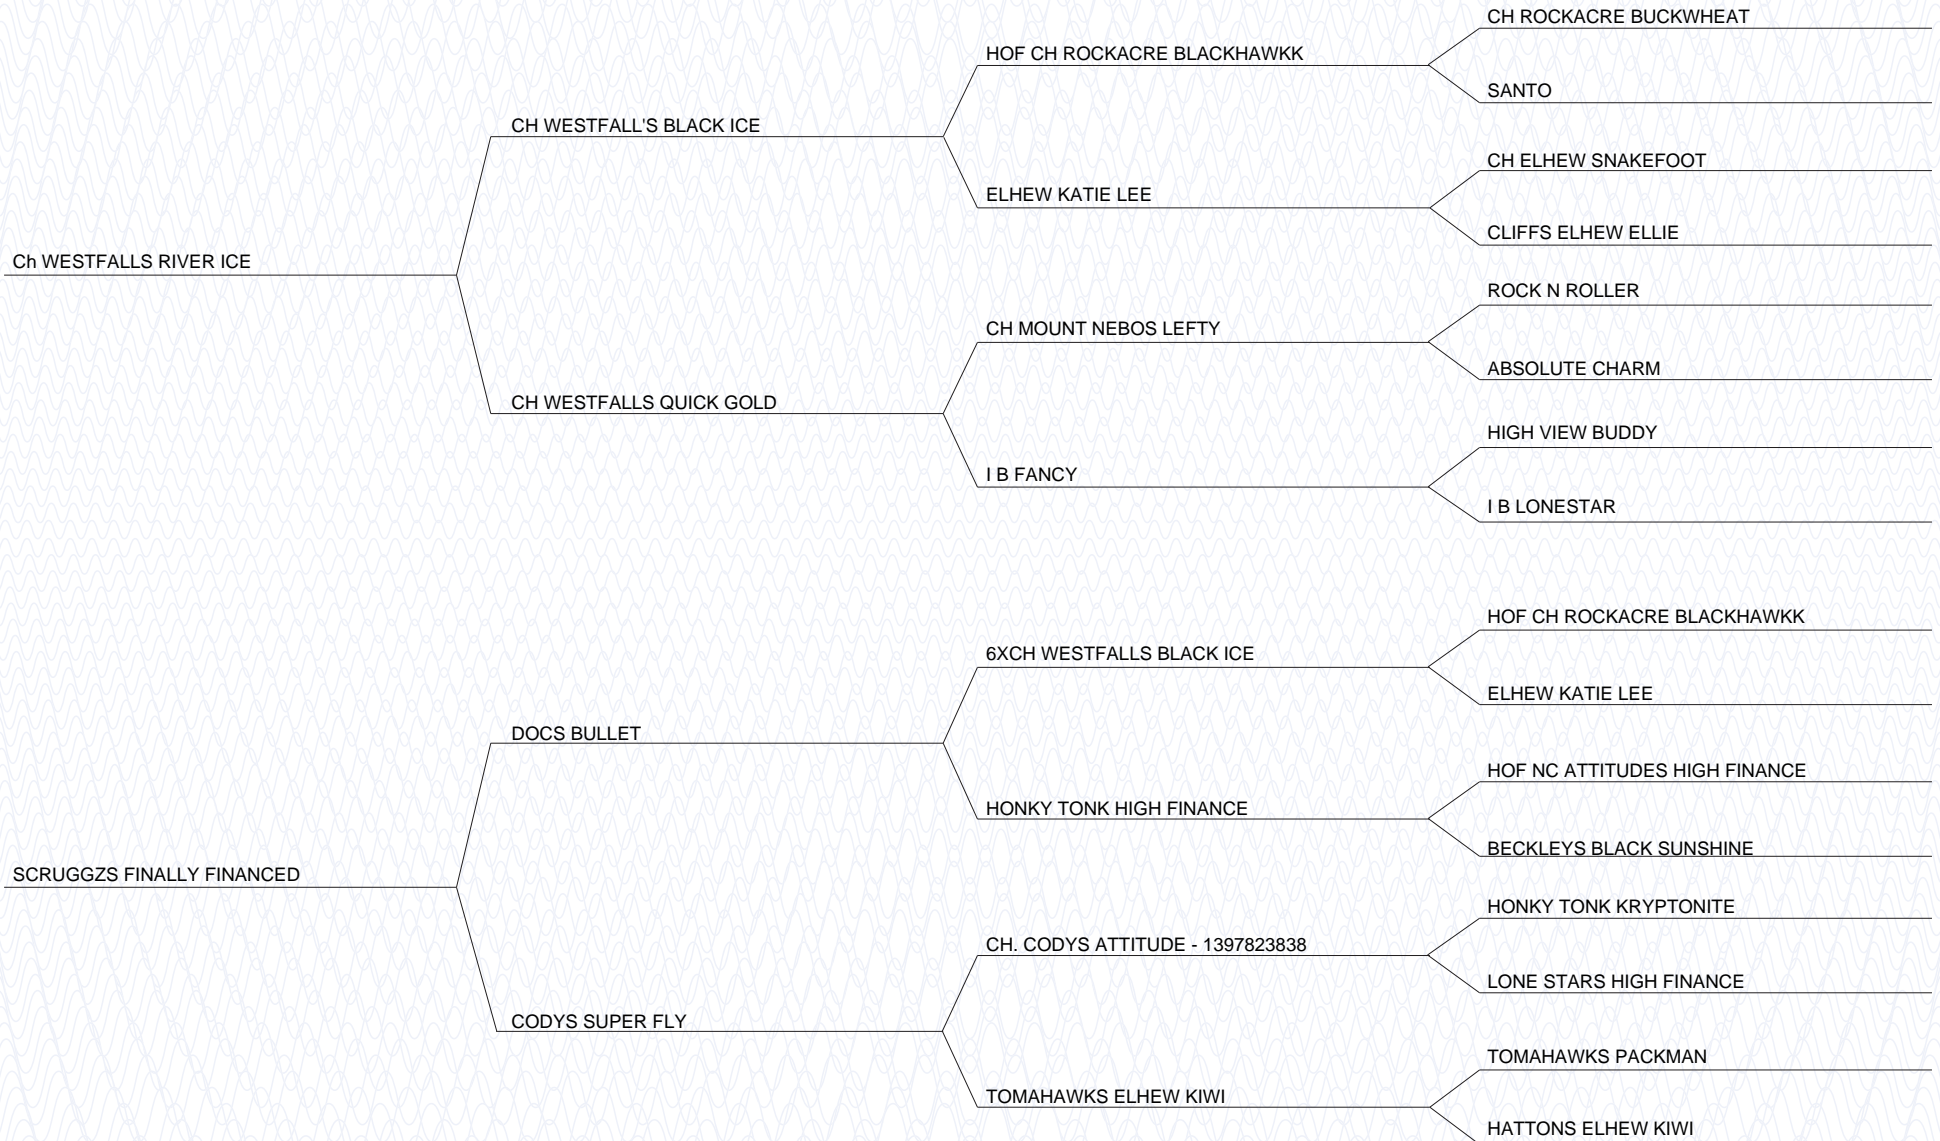 CH ROCKACRE BUCKWHEAT
HOF CH ROCKACRE BLACKHAWKK
SANTO
CH WESTFALL'S BLACK ICE
CH ELHEW SNAKEFOOT
ELHEW KATIE LEE
CLIFFS ELHEW ELLIE
Ch WESTFALLS RIVER ICE
ROCK N ROLLER
CH MOUNT NEBOS LEFTY
ABSOLUTE CHARM
CH WESTFALLS QUICK GOLD
HIGH VIEW BUDDY
I B FANCY
I B LONESTAR
HOF CH ROCKACRE BLACKHAWKK
6XCH WESTFALLS BLACK ICE
ELHEW KATIE LEE
DOCS BULLET
HOF NC ATTITUDES HIGH FINANCE
HONKY TONK HIGH FINANCE
BECKLEYS BLACK SUNSHINE
SCRUGGZS FINALLY FINANCED
HONKY TONK KRYPTONITE
CH. CODYS ATTITUDE - 1397823838
LONE STARS HIGH FINANCE
CODYS SUPER FLY
TOMAHAWKS PACKMAN
TOMAHAWKS ELHEW KIWI
HATTONS ELHEW KIWI